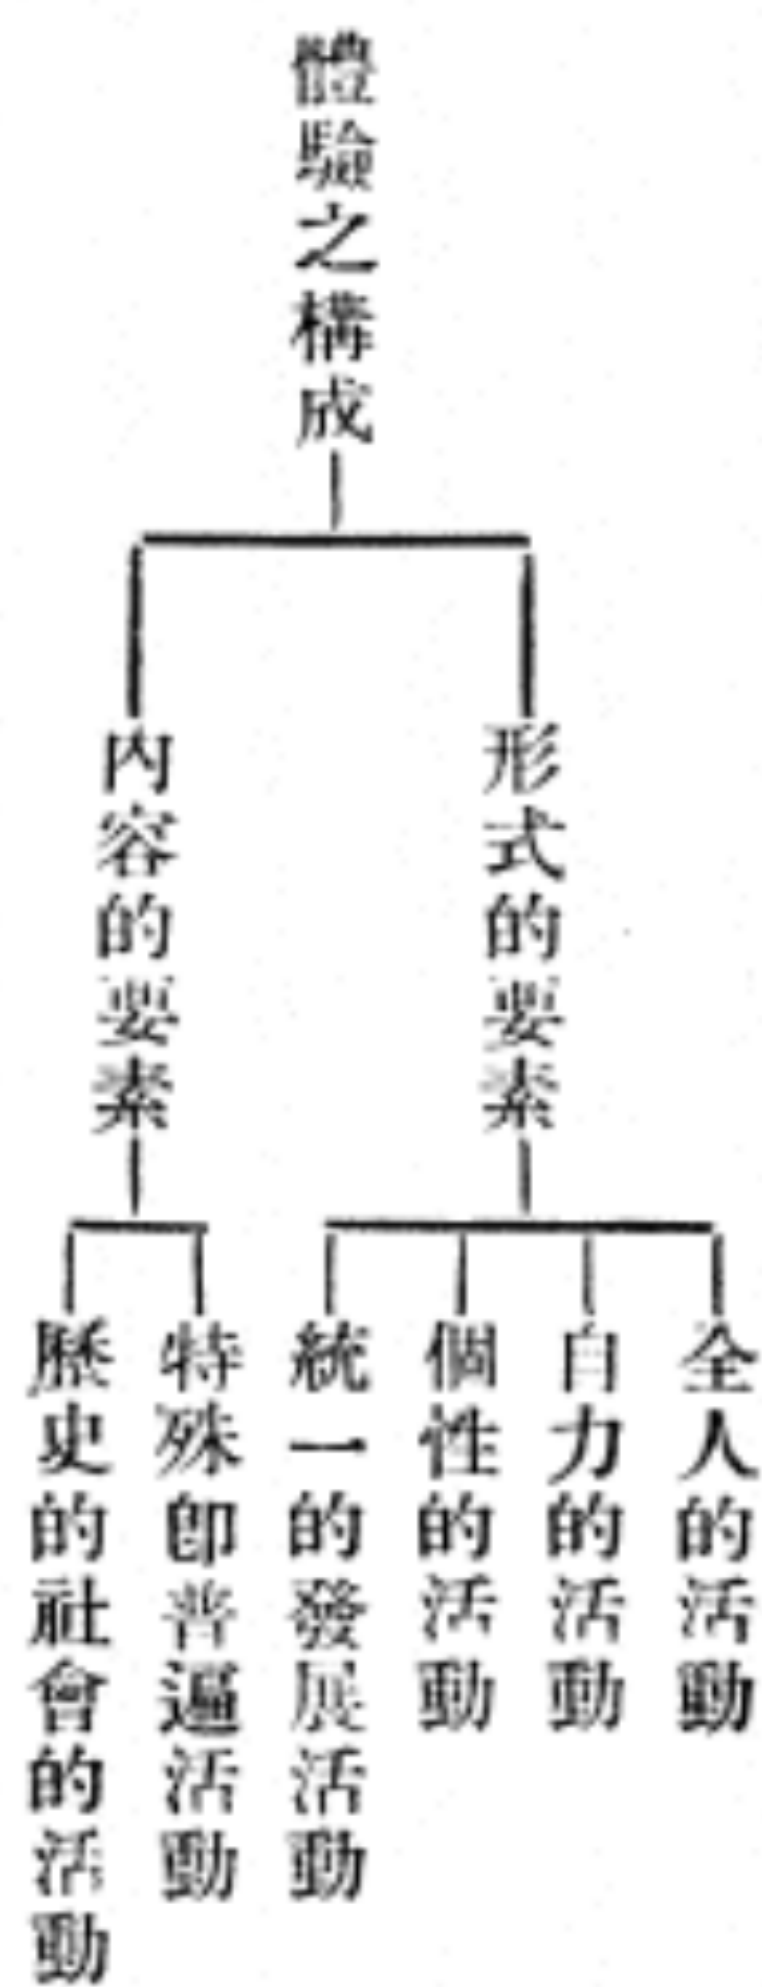 體驗之構成
形式的要素
內容的要素
全人的活動
自力的活動
個性的活動
統一的發展活動
特殊卽普遍活動
歷史的社會的活動